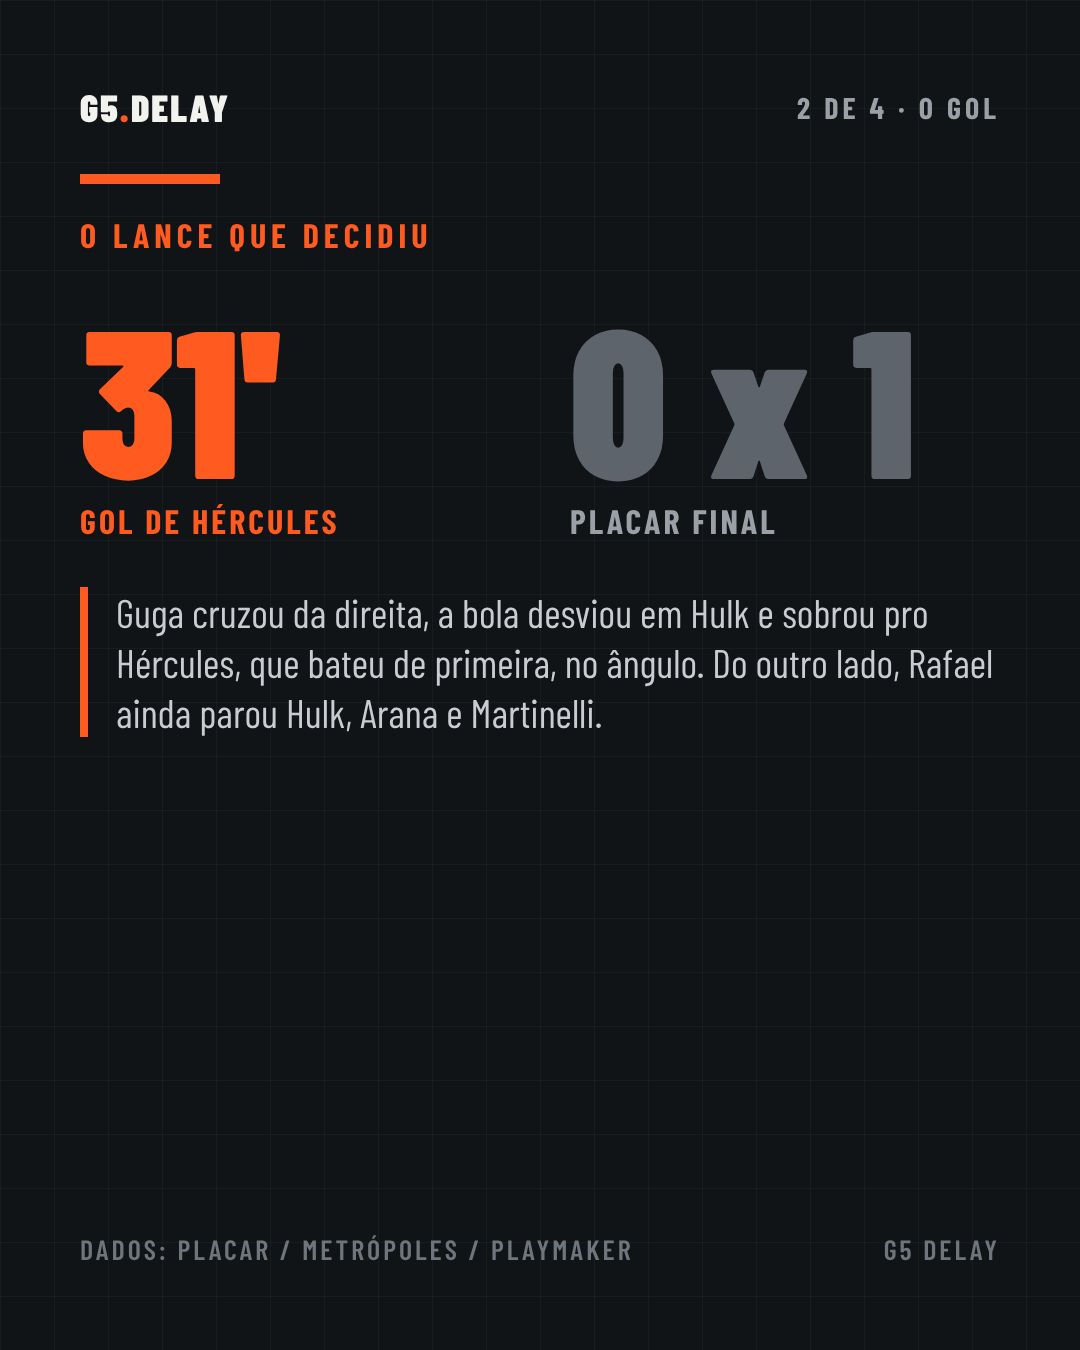 G5.DELAY
2 DE 4 · O GOL
O LANCE QUE DECIDIU
31'
0 x 1
GOL DE HÉRCULES
PLACAR FINAL
Guga cruzou da direita, a bola desviou em Hulk e sobrou pro
Hércules, que bateu de primeira, no ângulo. Do outro lado, Rafael
ainda parou Hulk, Arana e Martinelli.
DADOS: PLACAR / METRÓPOLES / PLAYMAKER
G5 DELAY